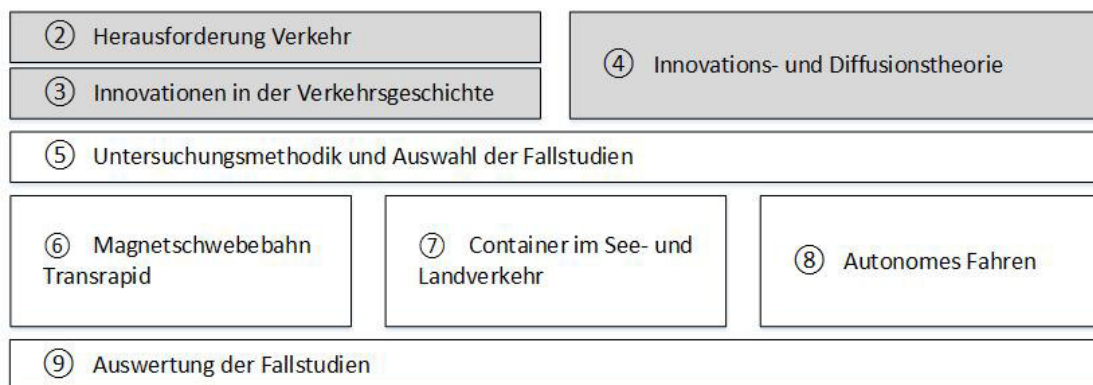 ② Herausforderung Verkehr
③ Innovationen in der Verkehrsgeschichte
④ Innovations- und Diffusionstheorie
⑤ Untersuchungsmethodik und Auswahl der Fallstudien
⑥ Magnetschwebebahn
Transrapid
⑦ Container im See- und
Landverkehr
⑧ Autonomes Fahren
⑨ Auswertung der Fallstudien